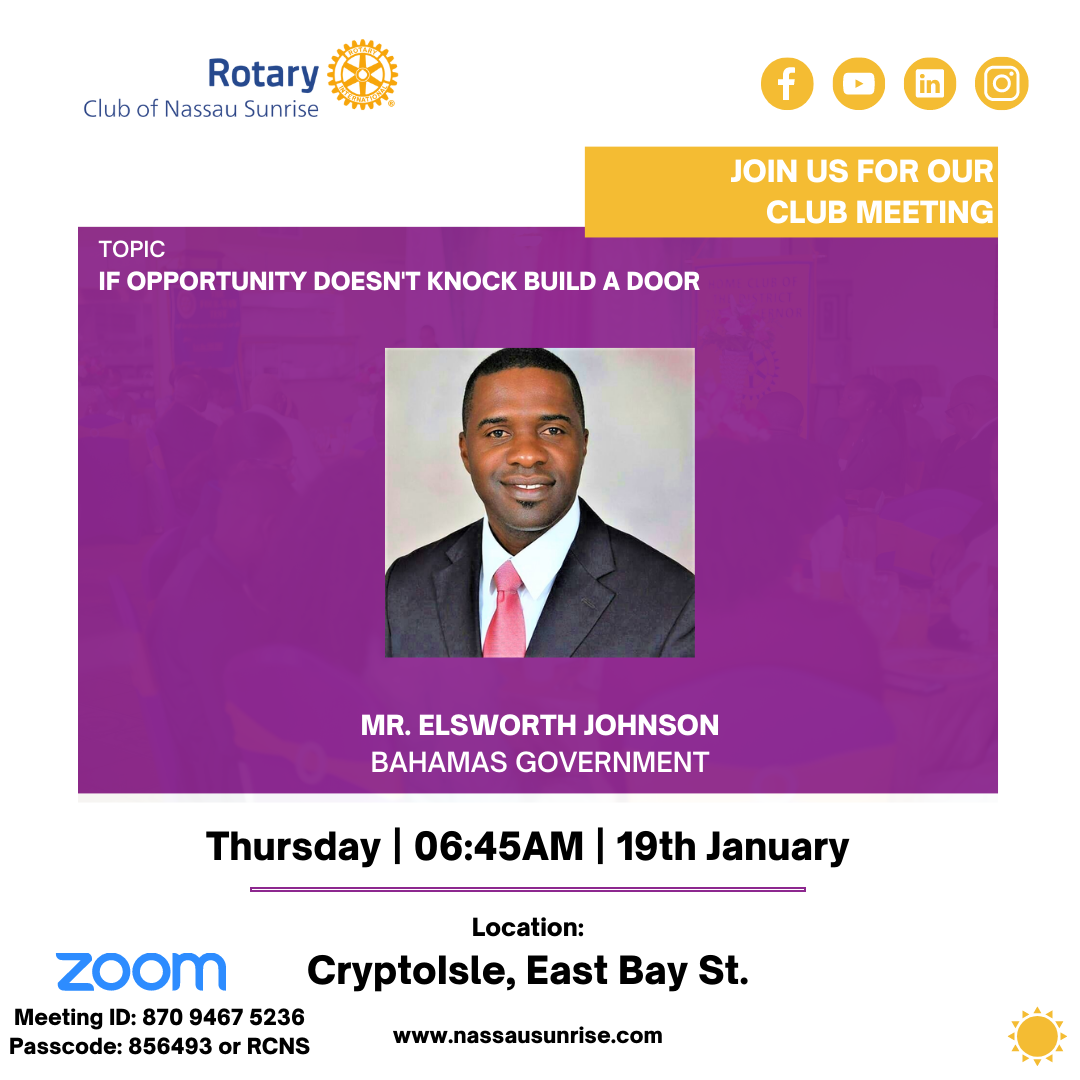 Rotary
Club of Nassau Sunrise
ROTARY
INTERNATIONAL
JOIN US FOR OUR
CLUB MEETING
TOPIC
IF OPPORTUNITY DOESN'T KNOCK BUILD A DOOR
MR. ELSWORTH JOHNSON
BAHAMAS GOVERNMENT
Thursday | 06:45AM | 19th January
Location:
CryptoIsle, East Bay St.
zoom
Meeting ID: 870 9467 5236
Passcode: 856493 or RCNS
www.nassausunrise.com